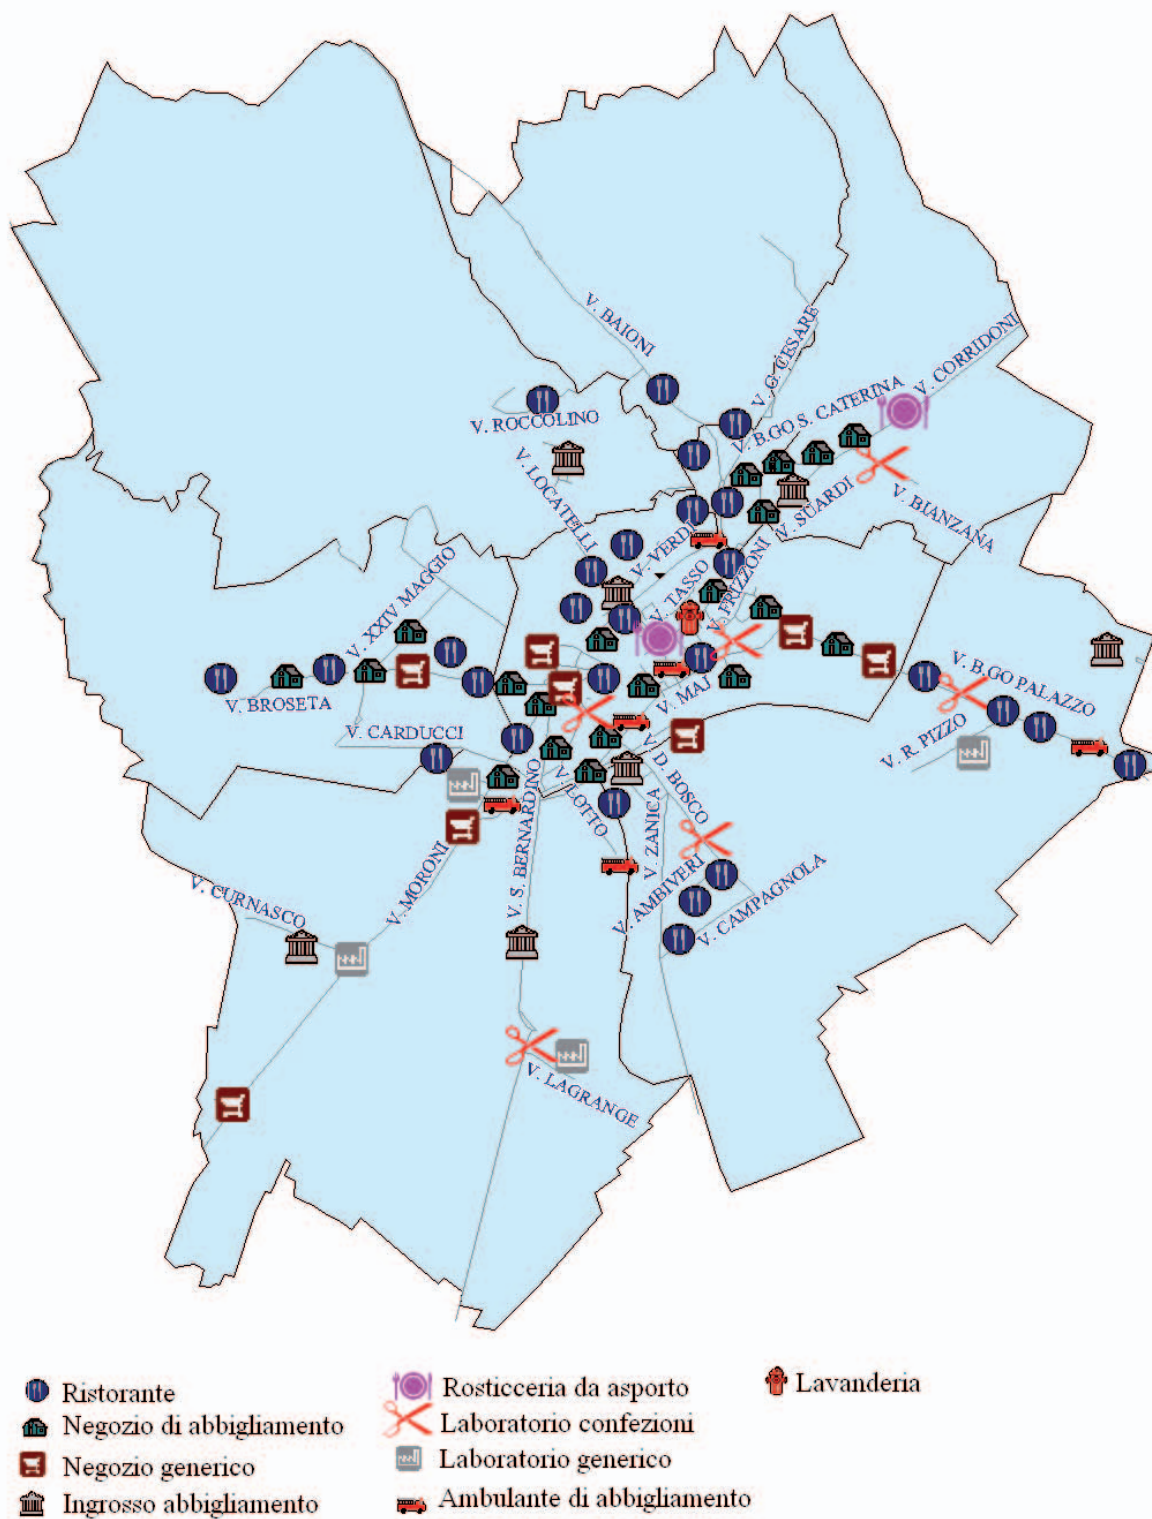 V. BAIONI
V. G. CESARE
V. CORRIDONI
V. B.GO S. CATERINA
V. ROCCOLINO
V. LOCATELLI
V. SUARDI
V. BIANZANA
V. VERDI
V. XXIV MAGGIO
V. TASSO
V. FRIZZONI
V. BROSETA
V. MAJ
V. B.GO PALAZZO
V. CARDUCCI
V. R. PIZZO
V. D. BOSCO
V. LOTTO
V. ZANICA
V. S. BERNARDINO
V. MORONI
V. CURNASCO
V. AMBIVERI
V. CAMPAGNOLA
V. LAGRANGE
Ristorante
Negozio di abbigliamento
Negozio generico
Ingrosso abbigliamento
Rosticceria da asporto
Laboratorio confezioni
Laboratorio generico
Ambulante di abbigliamento
Lavanderia